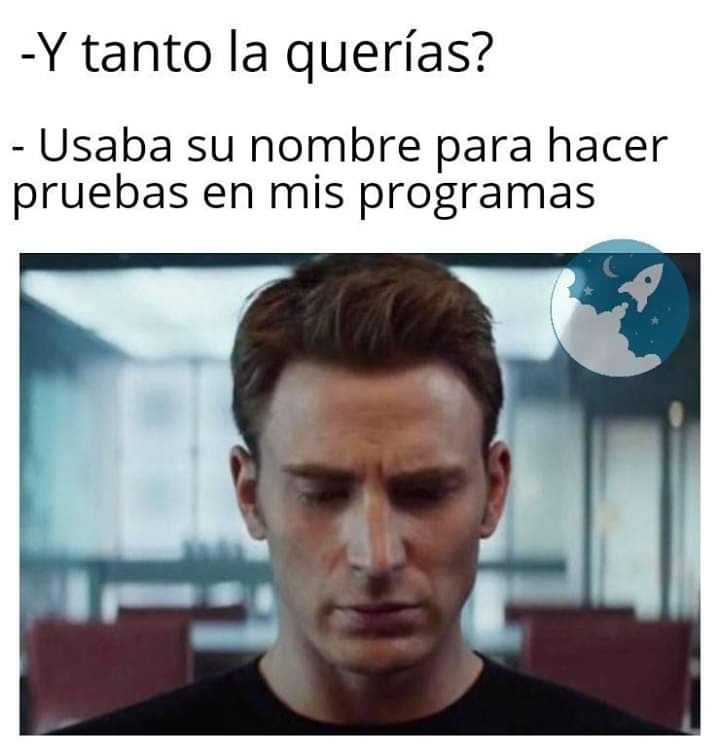 -Y tanto la querías?
- Usaba su nombre para hacer
pruebas en mis programas